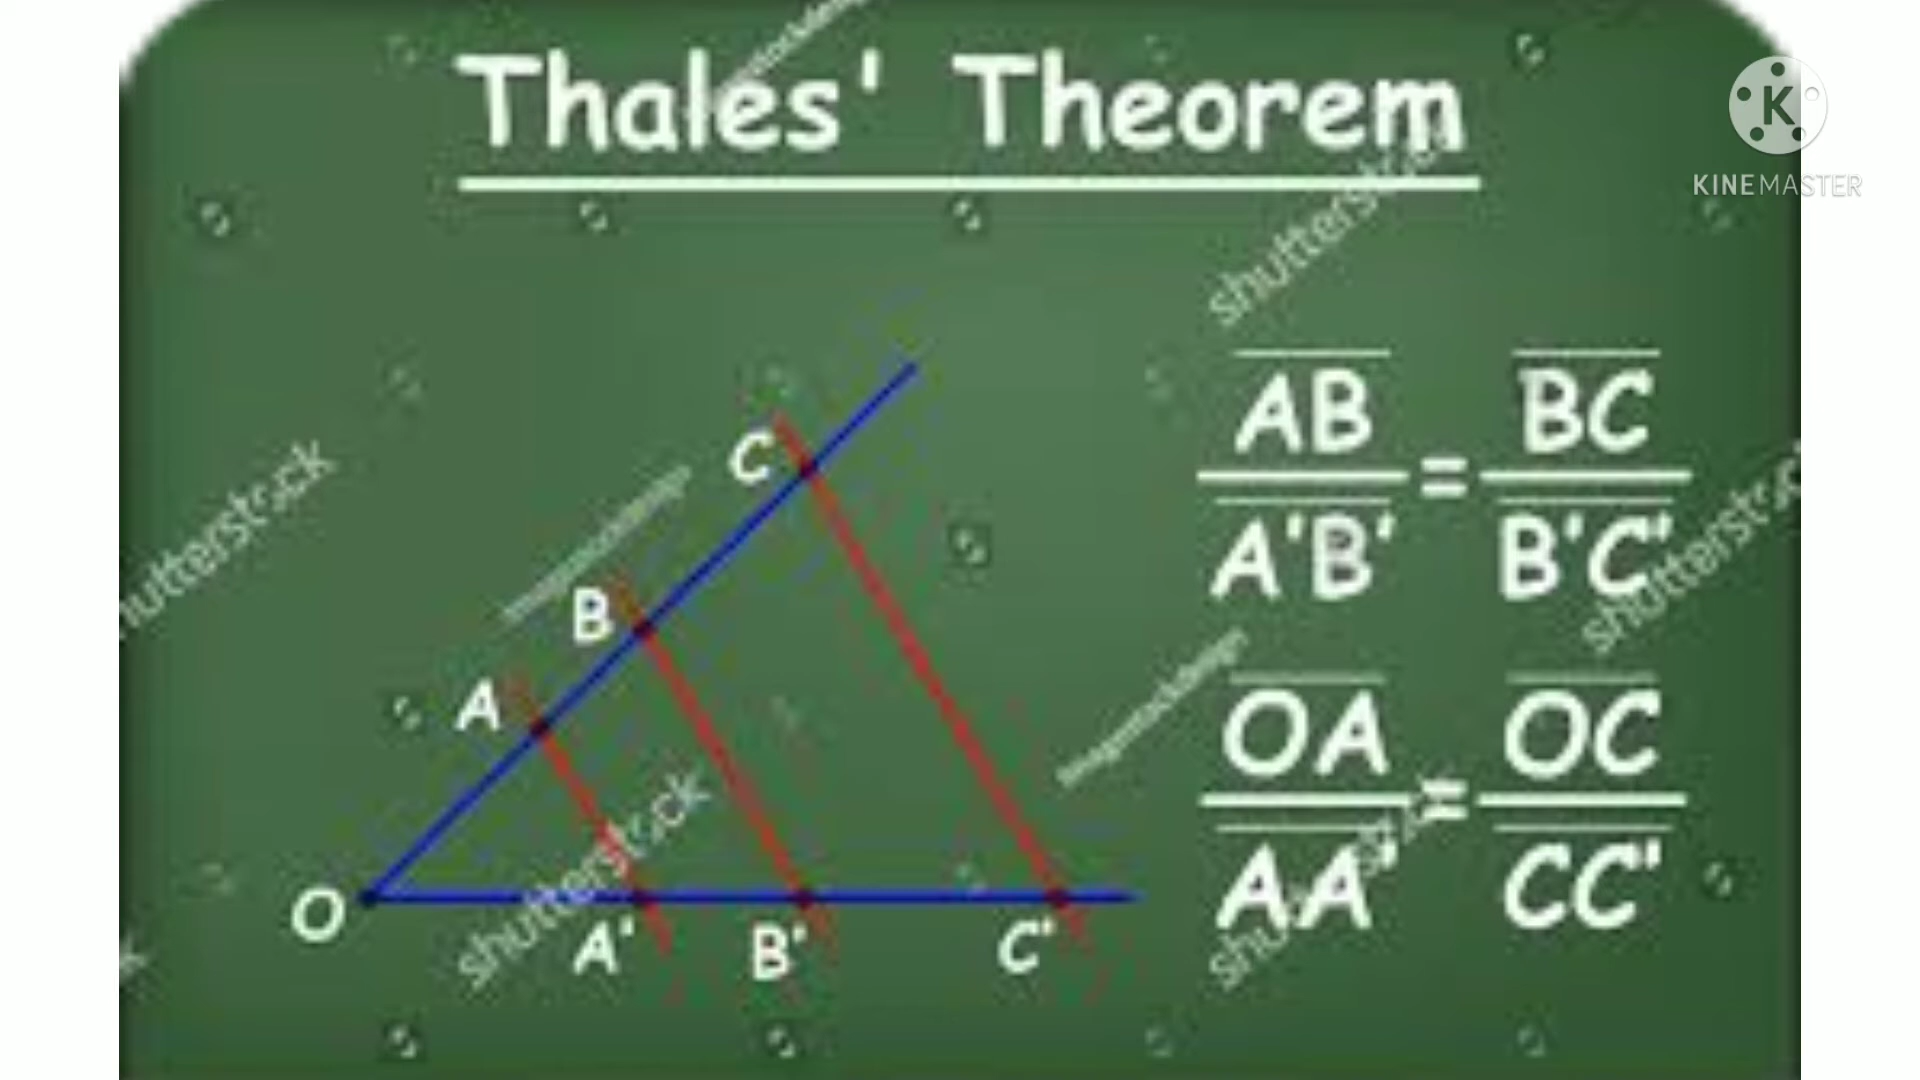 Thales' Theorem
K
KINEMASTER
shutterstock
C
AB
BC
=
A'B'
B'C'
shutterstock
B
shutterstock
A
OA
OC
=
AA'
CC'
shutterstock
shutterstock
O
A'
B'
C'